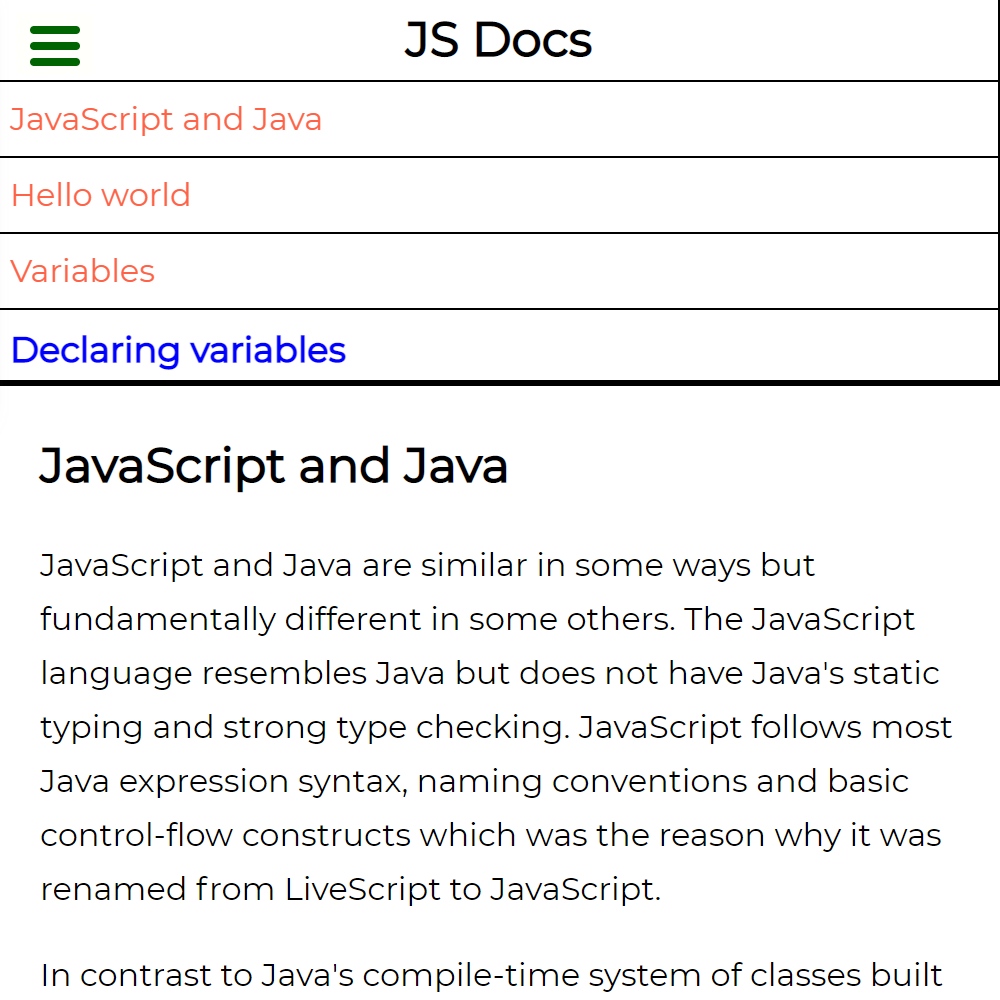 JS Docs
JavaScript and Java
Hello world
Variables
Declaring variables
JavaScript and Java
JavaScript and Java are similar in some ways but
fundamentally different in some others. The JavaScript
language resembles Java but does not have Java's static
typing and strong type checking. JavaScript follows most
Java expression syntax, naming conventions and basic
control-flow constructs which was the reason why it was
renamed from LiveScript to JavaScript.
In contrast to Java's compile-time system of classes built